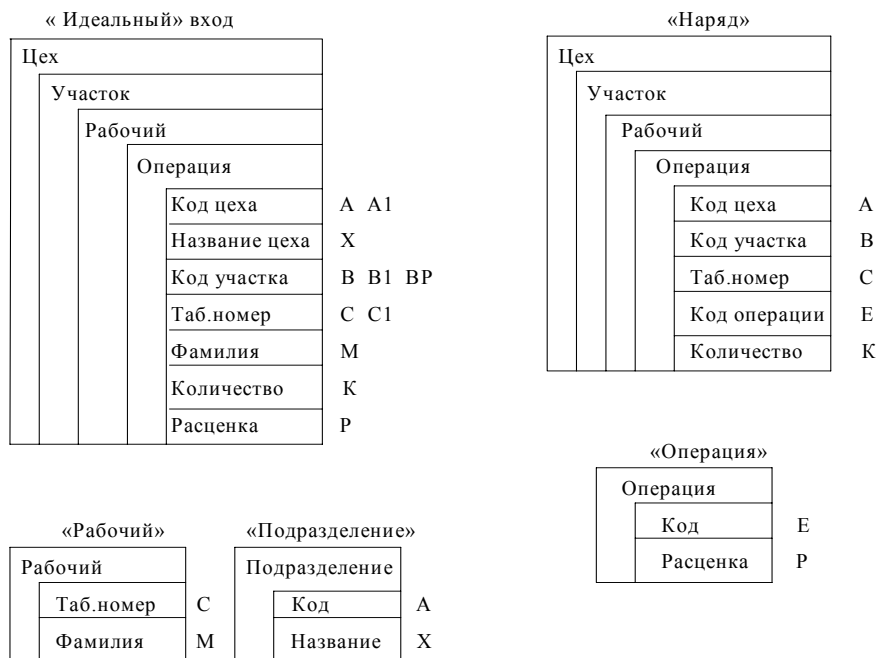 « Идеальный» вход
Цех
Участок
Рабочий
Операция
Код цеха A A1
Название цеха X
Код участка B B1 BP
Таб.номер C C1
Фамилия M
Количество K
Расценка P
«Наряд»
Цех
Участок
Рабочий
Операция
Код цеха A
Код участка B
Таб.номер C
Код операции E
Количество K
«Операция»
Операция
Код E
Расценка P
«Рабочий»
Рабочий
Таб.номер C
Фамилия M
«Подразделение»
Подразделение
Код A
Название X